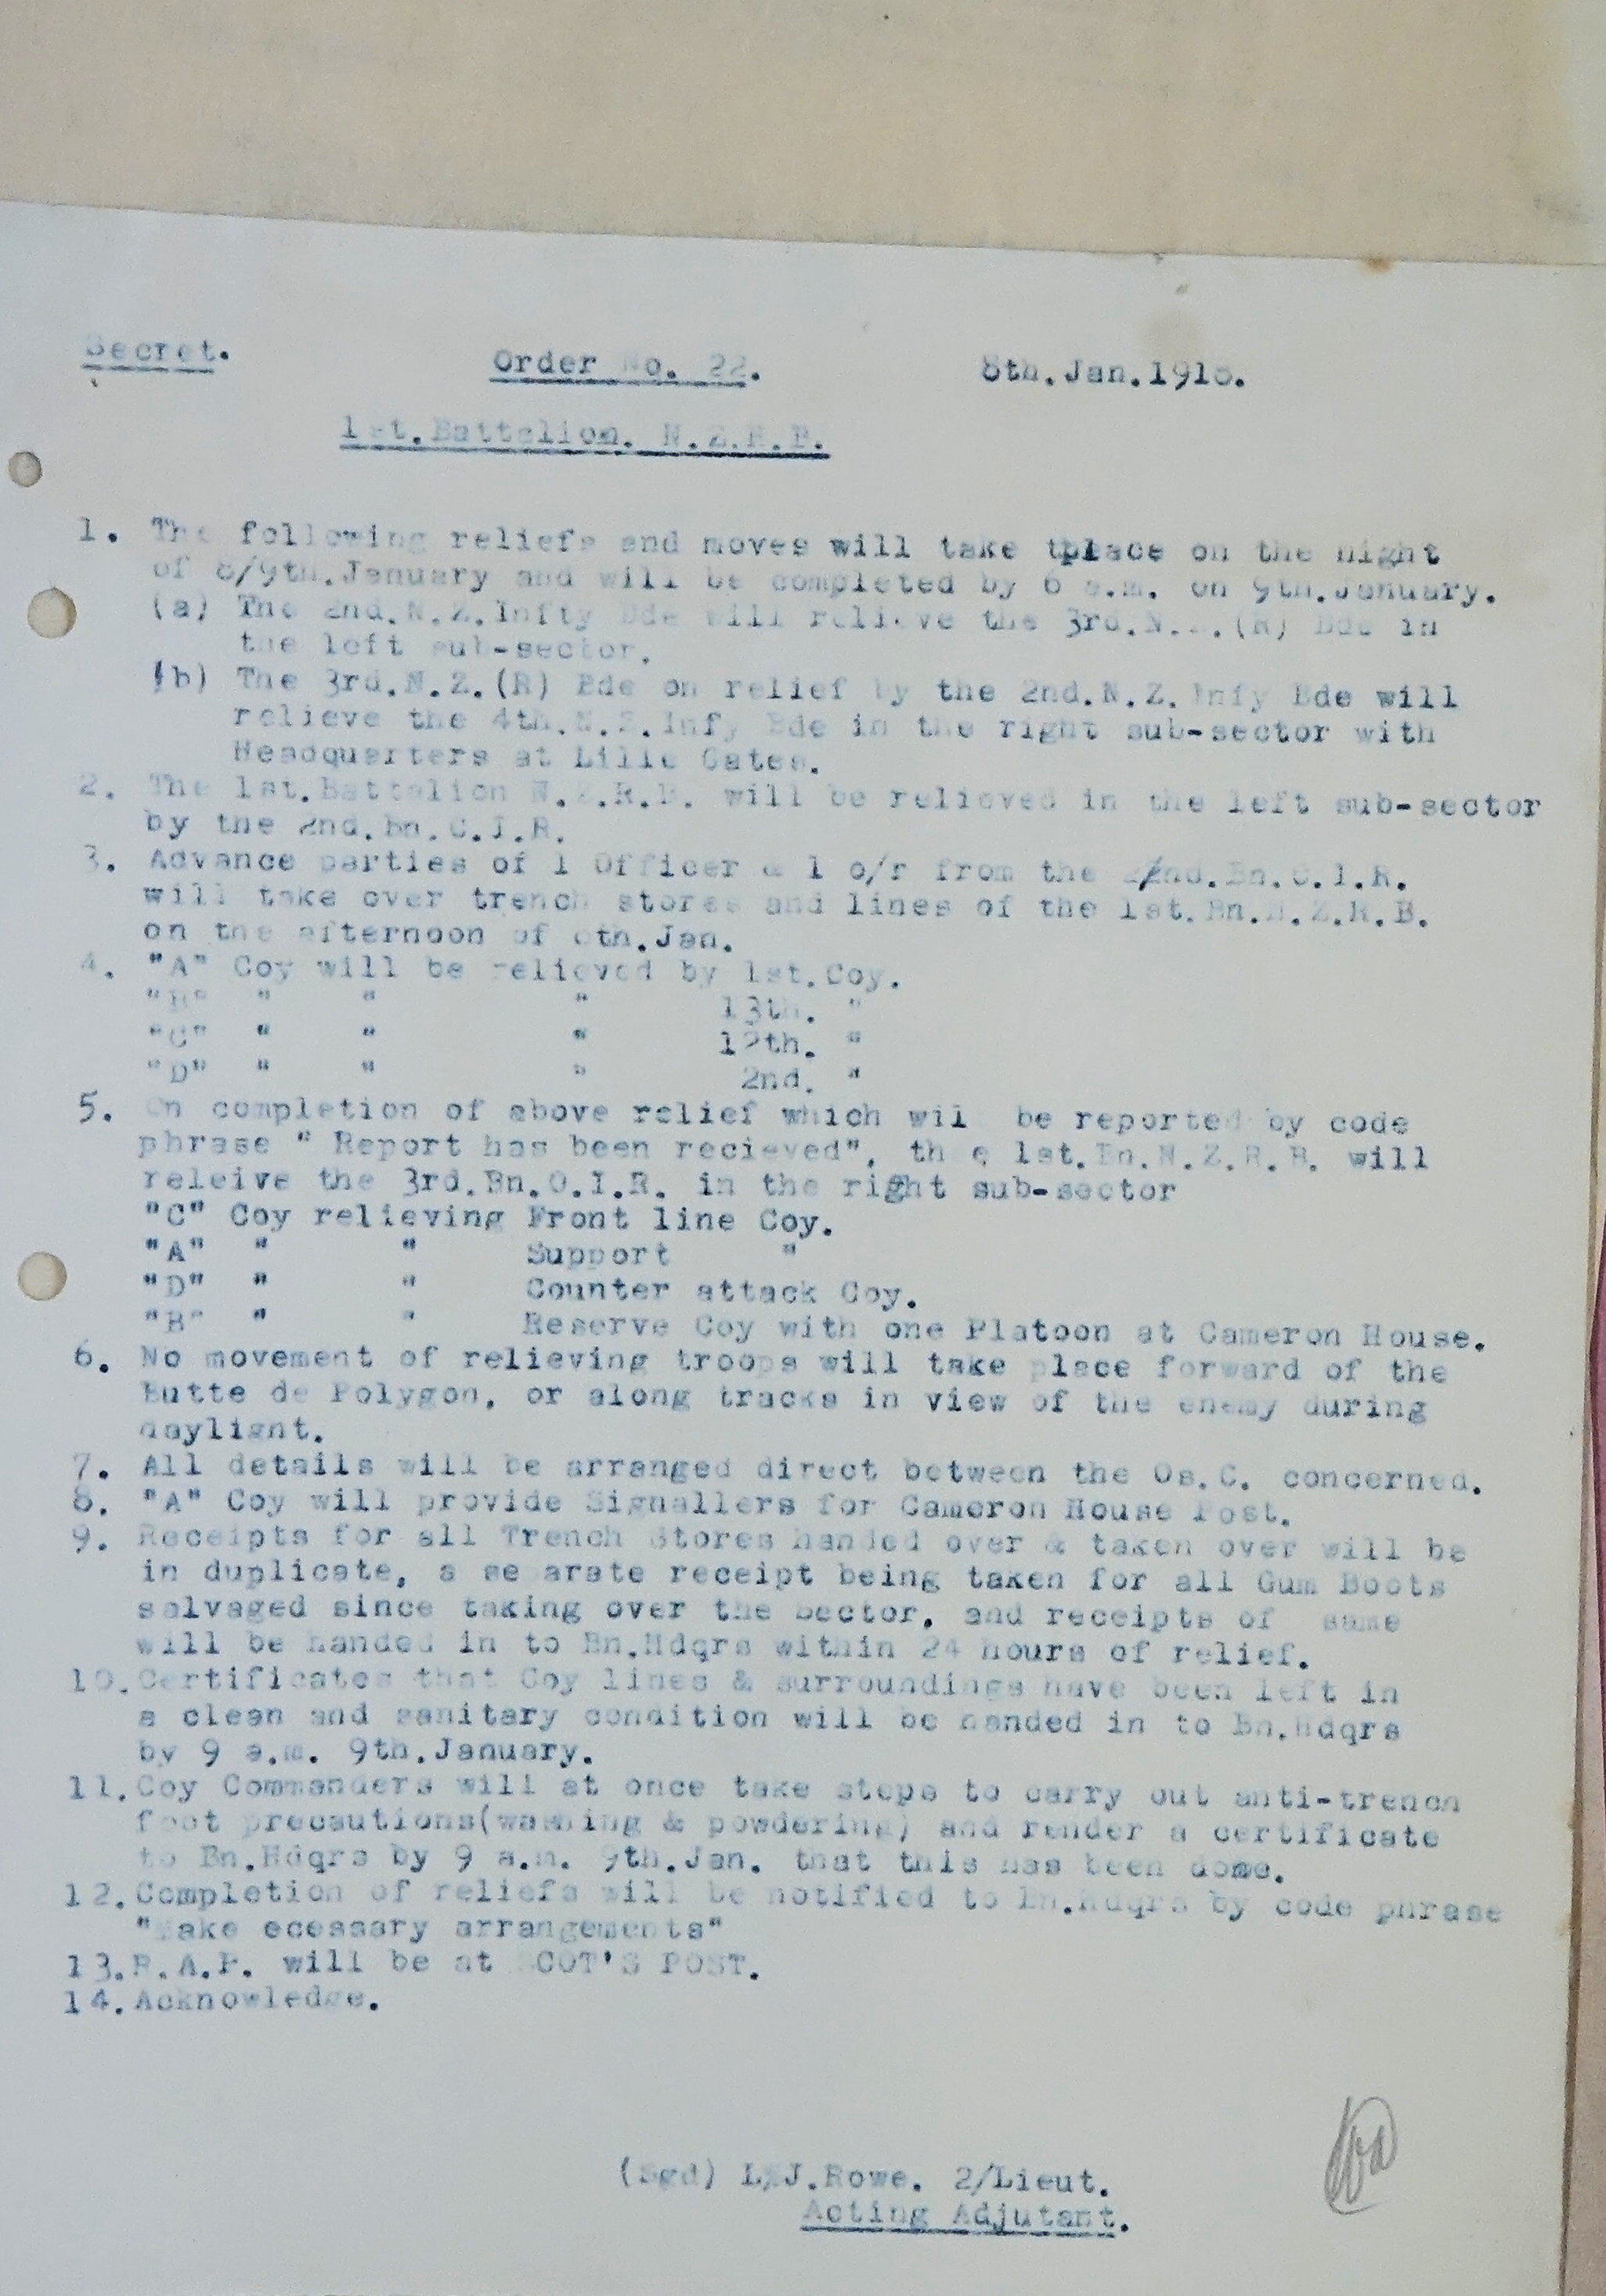 Secret. Order No. 22. 8th.Jan.1918.
1st.Battaliom. N.Z.R.B.
1. The following reliefs and moves will take tplace on the night
of 8/9th.January and will be completed by 6 a.m. on 9th.January.
(a) The 2nd.N.Z.Infty Bde will relieve the 3rd.N.Z.(R) Bde in
the left sub-sector.
(b) The 3rd.N.Z.(R) Bde on relief by the 2nd.N.Z.Infy Bde will
relieve the 4th.N.Z.Infy Bde in the right sub-sector with
Headquarters at Lille Gates.
2. The 1st.Battalion N.Z.R.B. will be relieved in the left sub-sector
by the 2nd.Bn.C.I.R.
3. Advance parties of 1 Officer & 1 o/r from the 2nd.Bn.C.I.R.
will take over trench stores and lines of the 1st.Bn.N.Z.R.B.
on the afternoon of 8th.Jan.
4. "A" Coy will be relieved by 1st.Coy.
"B" " " " 13th. "
"C" " " " 12th. "
"D" " " " 2nd. "
5. On completion of above relief which wil be reported by code
phrase " Report has been recieved", th e 1st.Bn.N.Z.R.B. will
releive the 3rd.Bn.O.I.R. in the right sub-sector
"C" Coy relieving Front line Coy.
"A" " " Support "
"D" " " Counter attack Coy.
"B" " " Reserve Coy with one Platoon at Cameron House.
6. No movement of relieving troops will take place forward of the
Butte de Polygon, or along tracks in view of the enemy during
daylight.
7. All details will be arranged direct between the Os.C. concerned.
8. "A" Coy will provide Signallers for Cameron House Post.
9. Receipts for all Trench Stores handed over & taken over will be
in duplicate, a se arate receipt being taken for all Gum Boots
salvaged since taking over the Sector, and receipts of same
will be handed in to Bn.Hdqrs within 24 hours of relief.
10.Certificates that Coy lines & surroundings have been left in
a clean and sanitary condition will be handed in to Bn.Hdqrs
by 9 a.m. 9th.January.
11.Coy Commanders will at once take steps to carry out anti-trench
foot precautions(washing & powdering) and render a certificate
to Bn.Hdqrs by 9 a.m. 9th.Jan. that this has been done.
12.Completion of reliefs will be notified to Bn.Hdqrs by code phrase
"Make ecessary arrangements"
13.R.A.P. will be at SCOT'S POST.
14.Acknowledge.
(Sgd) L.J.Rowe. 2/Lieut.
Acting Adjutant.